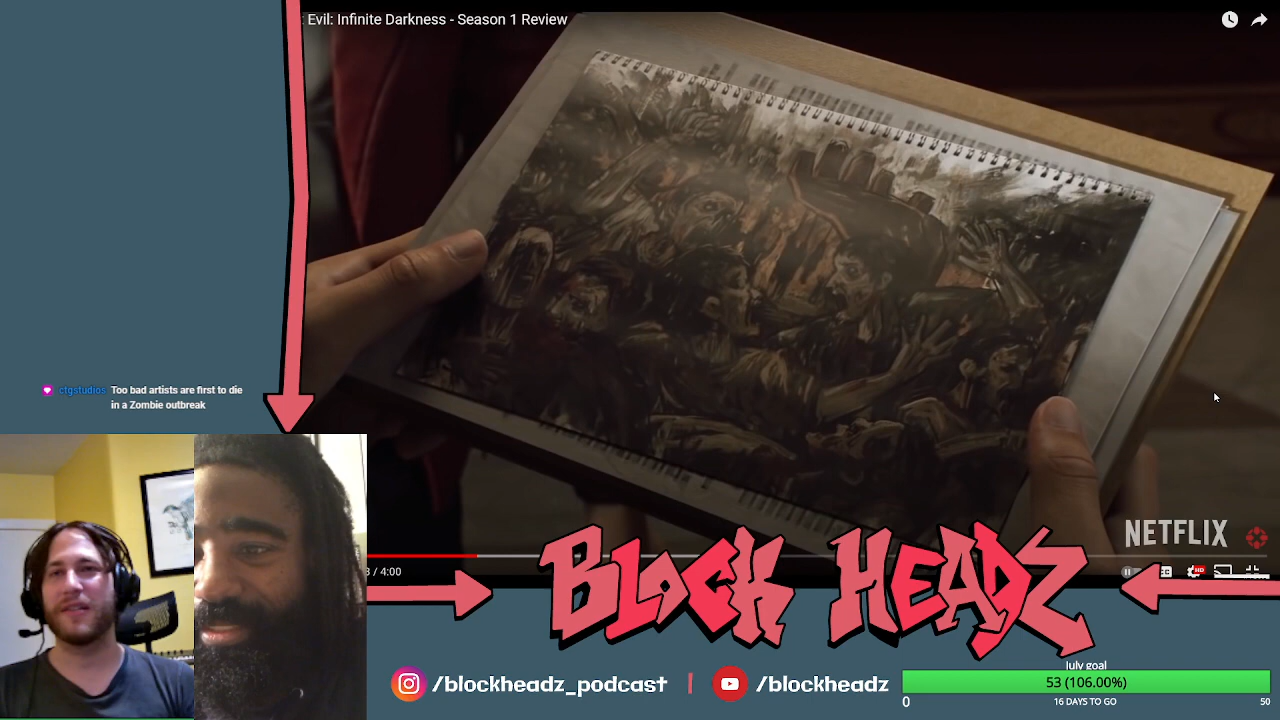 : Evil: Infinite Darkness - Season 1 Review
ctgstudios Too bad artists are first to die
in a Zombie outbreak
NETFLIX
/ 4:00
HD
BLOCK HEADZ
/blockheadz_podcast | /blockheadz
july goal
53 (106.00%)
0 16 DAYS TO GO 50